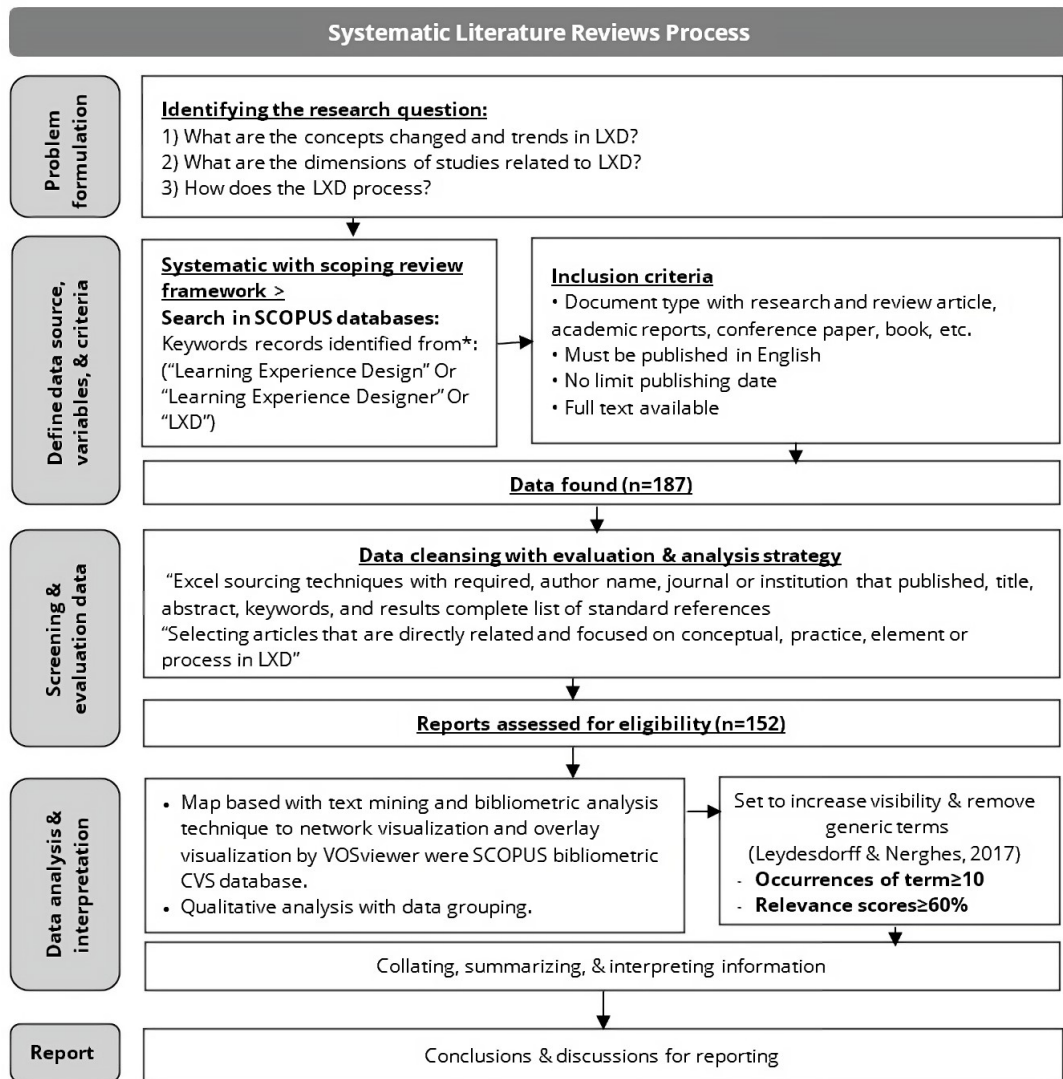 Systematic Literature Reviews Process
Problem
formulation
Identifying the research question:
1) What are the concepts changed and trends in LXD?
2) What are the dimensions of studies related to LXD?
3) How does the LXD process?
Define data source,
variables, & criteria
Systematic with scoping review
framework >
Search in SCOPUS databases:
Keywords records identified from*:
(“Learning Experience Design” Or
“Learning Experience Designer” Or
“LXD”)
Inclusion criteria
• Document type with research and review article,
academic reports, conference paper, book, etc.
• Must be published in English
• No limit publishing date
• Full text available
Data found (n=187)
Screening &
evaluation data
Data cleansing with evaluation & analysis strategy
“Excel sourcing techniques with required, author name, journal or institution that published, title,
abstract, keywords, and results complete list of standard references
“Selecting articles that are directly related and focused on conceptual, practice, element or
process in LXD”
Reports assessed for eligibility (n=152)
Data analysis &
interpretation
• Map based with text mining and bibliometric analysis
technique to network visualization and overlay
visualization by VOSviewer were SCOPUS bibliometric
CVS database.
• Qualitative analysis with data grouping.
Set to increase visibility & remove
generic terms
(Leydesdorff & Nerghes, 2017)
- Occurrences of term≥10
- Relevance scores≥60%
Collating, summarizing, & interpreting information
Report
Conclusions & discussions for reporting